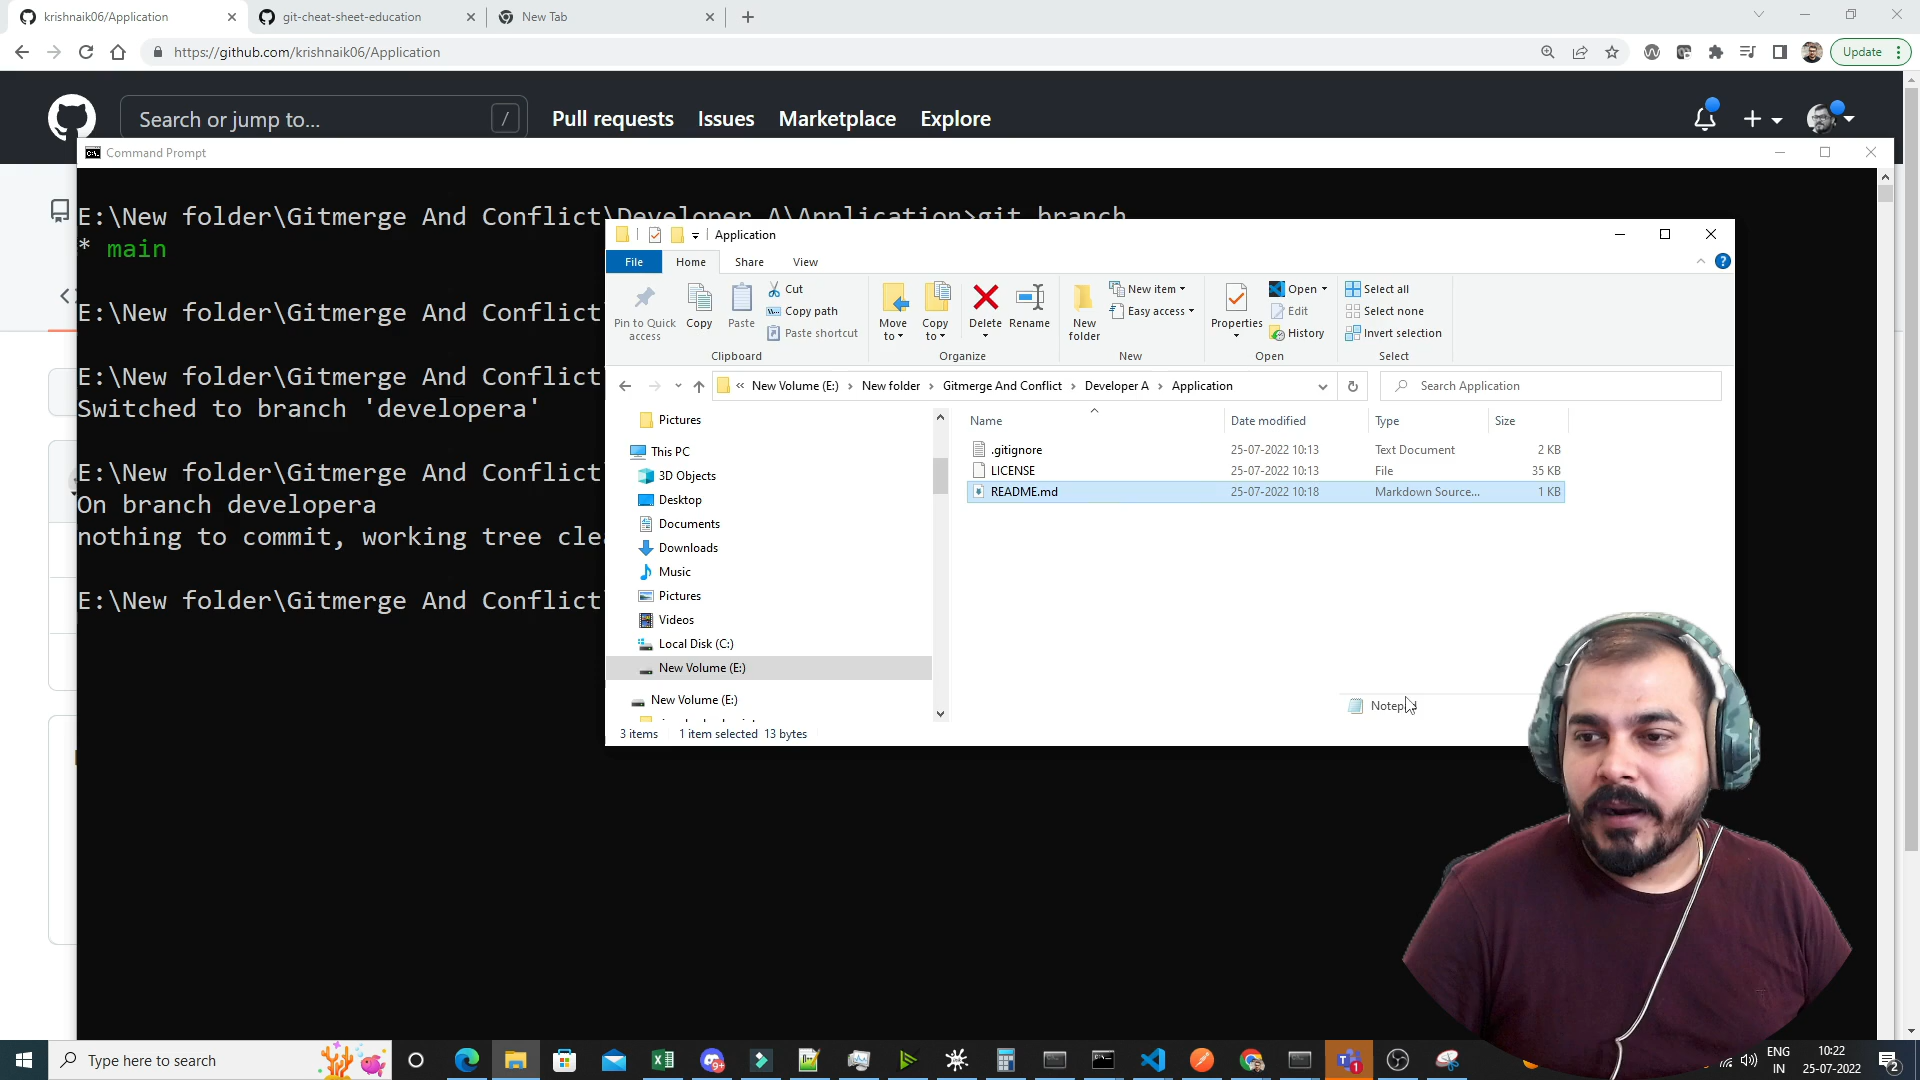 krishnaik06/Application
git-cheat-sheet-education
New Tab
https://github.com/krishnaik06/Application
Update
Search or jump to...
/
Pull requests
Issues
Marketplace
Explore
Command Prompt
E:\New folder\Gitmerge And Conflict\Developer A\Application>git branch
* main
E:\New folder\Gitmerge And Conflict
E:\New folder\Gitmerge And Conflict
Switched to branch 'developera'
E:\New folder\Gitmerge And Conflict
On branch developera
nothing to commit, working tree cle
E:\New folder\Gitmerge And Conflict
Application
File
Home
Share
View
Pin to Quick access
Copy
Paste
Cut
Copy path
Paste shortcut
Clipboard
Move to
Copy to
Delete
Rename
Organize
New folder
New item
Easy access
New
Properties
Open
Edit
History
Open
Select all
Select none
Invert selection
Select
« New Volume (E:) › New folder › Gitmerge And Conflict › Developer A › Application
Search Application
Pictures
This PC
3D Objects
Desktop
Documents
Downloads
Music
Pictures
Videos
Local Disk (C:)
New Volume (E:)
New Volume (E:)
Name
Date modified
Type
Size
.gitignore 25-07-2022 10:13 Text Document 2 KB
LICENSE 25-07-2022 10:13 File 35 KB
README.md 25-07-2022 10:18 Markdown Source... 1 KB
Notepad
3 items
1 item selected 13 bytes
Type here to search
9+
1
ENG
IN
10:22
25-07-2022
2